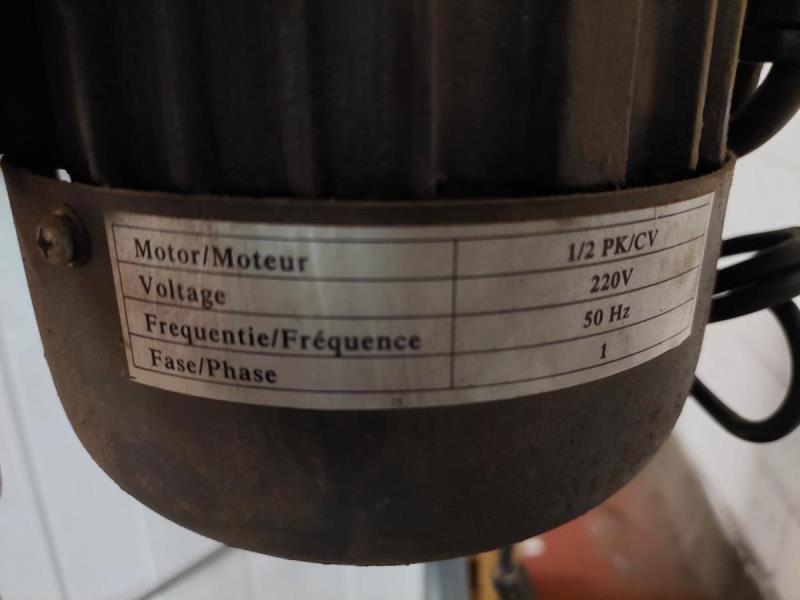 Motor/Moteur 1/2 PK/CV
Voltage 220V
Frequentie/Fréquence 50 Hz
Fase/Phase 1